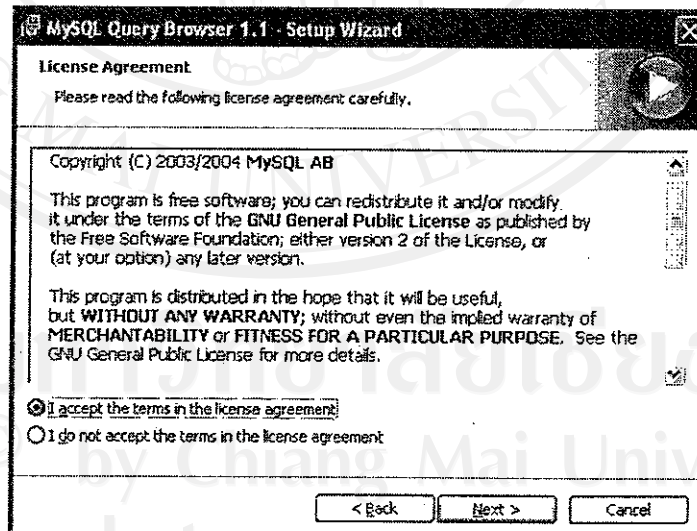 MySQL Query Browser 1.1 - Setup Wizard
License Agreement
Please read the following license agreement carefully.
Copyright (C) 2003/2004 MySQL AB
This program is free software; you can redistribute it and/or modify
it under the terms of the GNU General Public License as published by
the Free Software Foundation; either version 2 of the License, or
(at your option) any later version.
This program is distributed in the hope that it will be useful,
but WITHOUT ANY WARRANTY; without even the implied warranty of
MERCHANTABILITY or FITNESS FOR A PARTICULAR PURPOSE. See the
GNU General Public License for more details.
I accept the terms in the license agreement
I do not accept the terms in the license agreement
by Chiang Mai Univ
< Back
Next >
Cancel